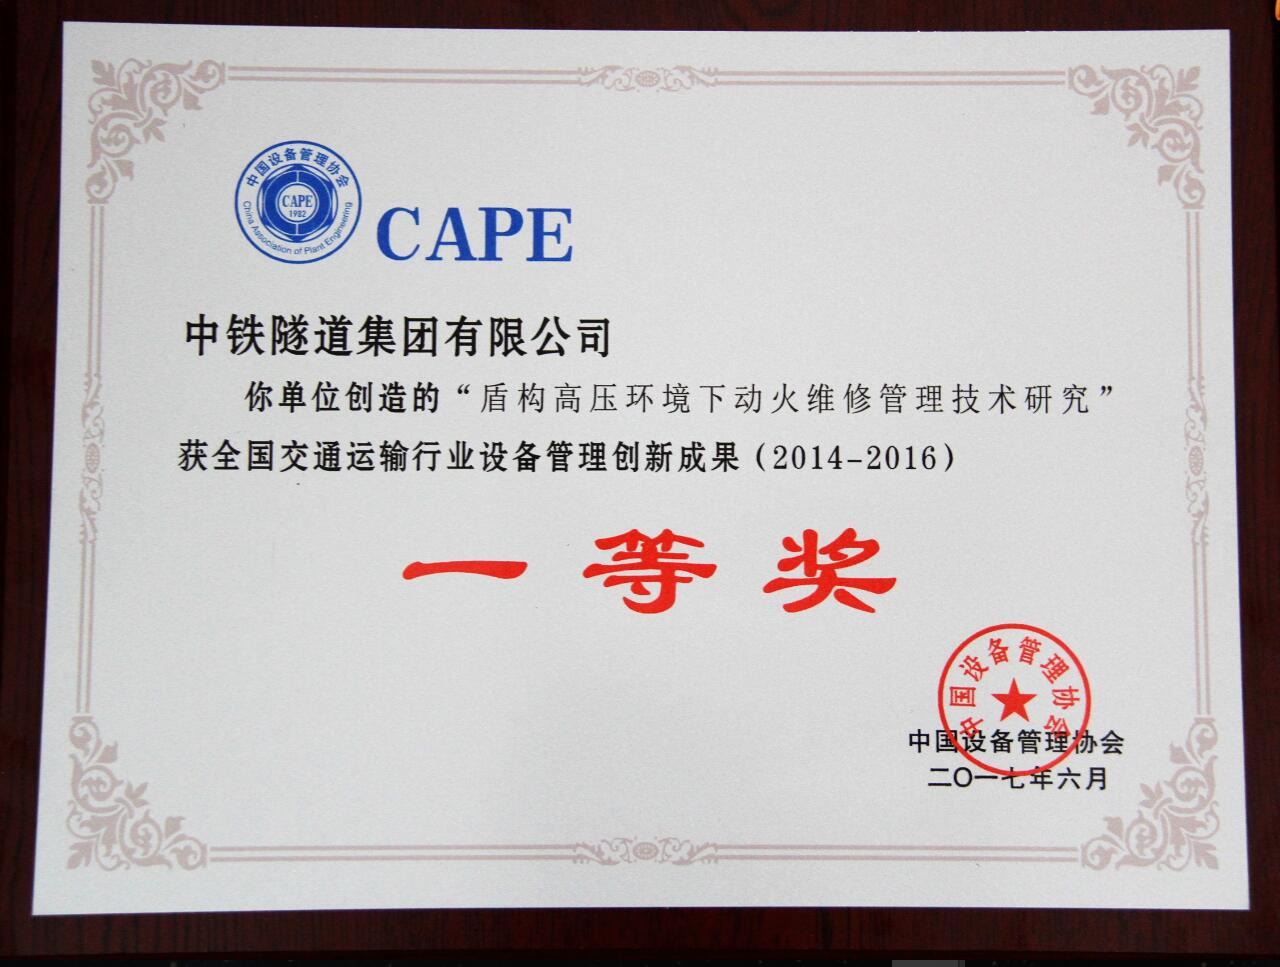 中国设备管理协会
CAPE
1982
China Association of Plant Engineering
CAPE
中铁隧道集团有限公司
你单位创造的“盾构高压环境下动火维修管理技术研究”
获全国交通运输行业设备管理创新成果（2014-2016）
一等奖
中国设备管理协会
中国设备管理协会
二〇一七年六月